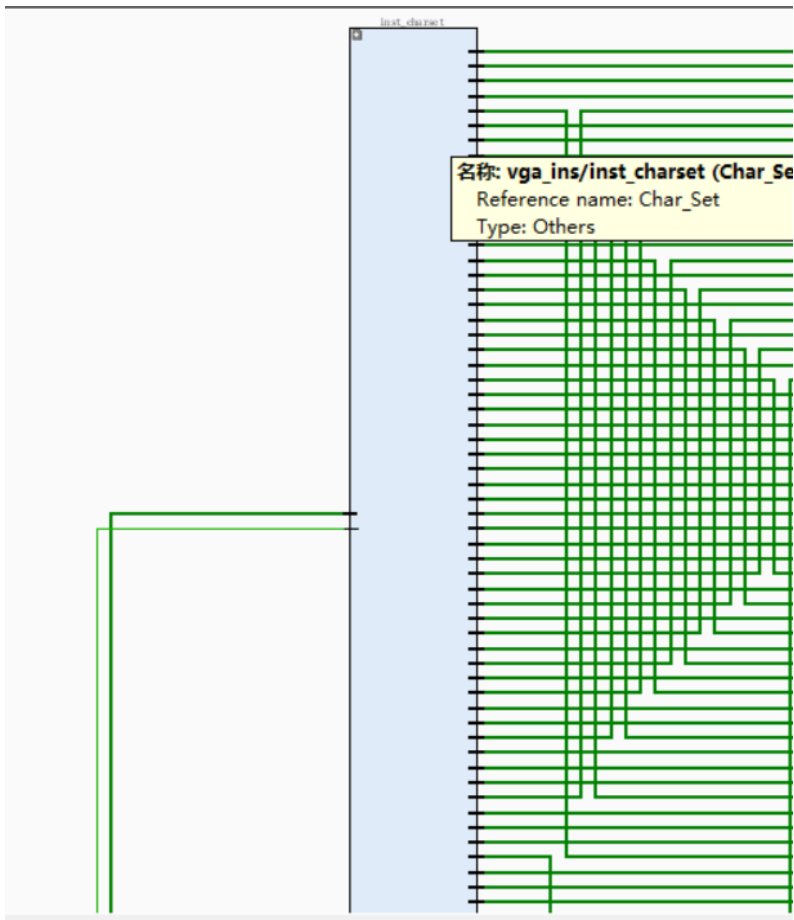 inst_charset
名称: vga_ins/inst_charset (Char_Se
Reference name: Char_Set
Type: Others